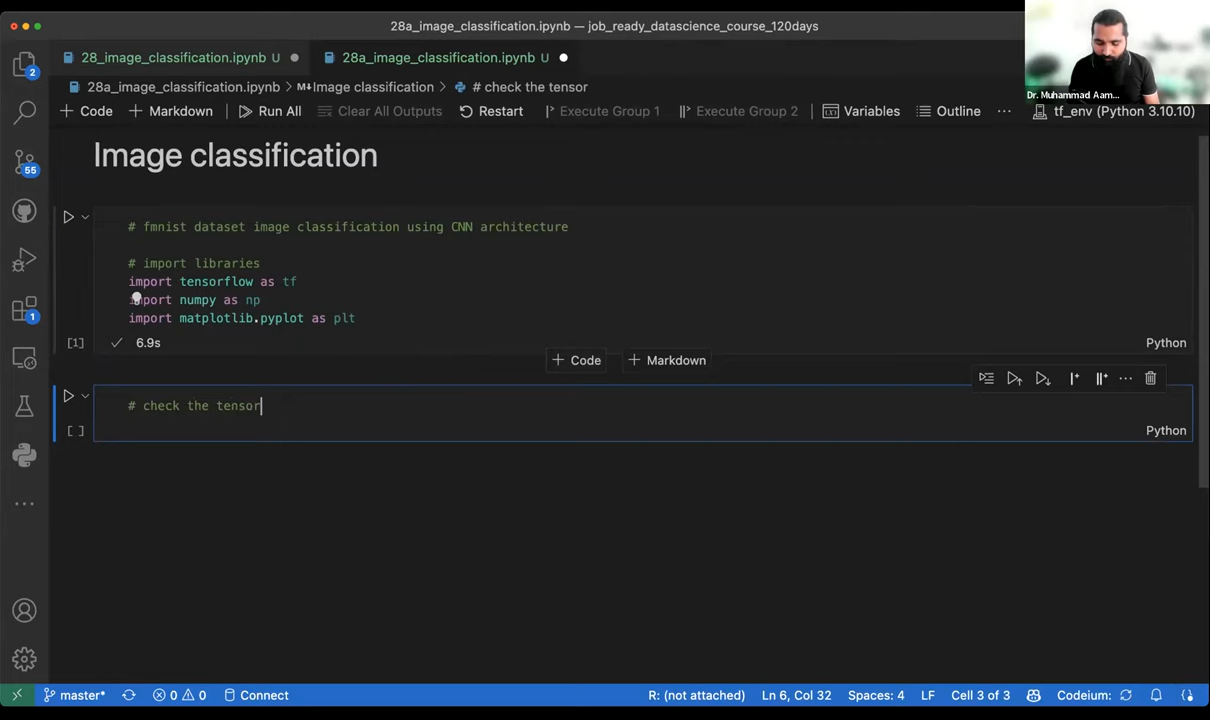 28a_image_classification.ipynb — job_ready_datascience_course_120days
28_image_classification.ipynb U
28a_image_classification.ipynb U
28a_image_classification.ipynb > M↓Image classification > # check the tensor
+ Code + Markdown Run All Clear All Outputs Restart Execute Group 1 Execute Group 2 Variables Outline ... tf_env (Python 3.10.10)
Dr. Muhammad Aam...
2
55
1
Image classification
# fmnist dataset image classification using CNN architecture
# import libraries
import tensorflow as tf
import numpy as np
import matplotlib.pyplot as plt
[1] 6.9s Python
+ Code + Markdown
# check the tensor
[ ] Python
master* 0 0 Connect R: (not attached) Ln 6, Col 32 Spaces: 4 LF Cell 3 of 3 Codeium: